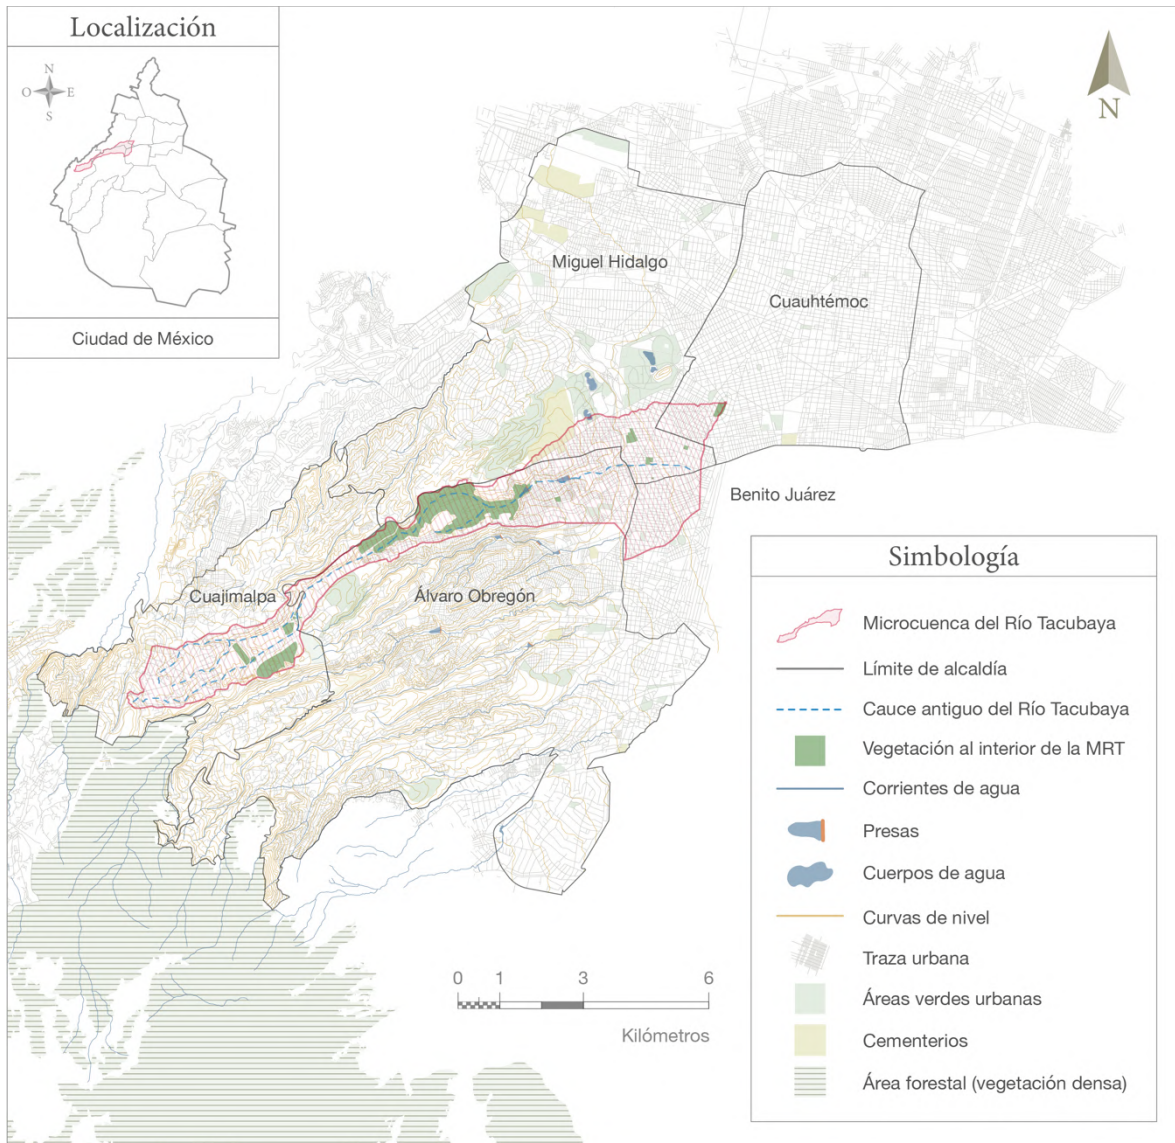 Localización
N
O E
S
Ciudad de México
N
Miguel Hidalgo
Cuauhtémoc
Benito Juárez
Cuajimalpa
Álvaro Obregón
0 1 3 6
Kilómetros
Simbología
Microcuenca del Río Tacubaya
Límite de alcaldía
Cauce antiguo del Río Tacubaya
Vegetación al interior de la MRT
Corrientes de agua
Presas
Cuerpos de agua
Curvas de nivel
Traza urbana
Áreas verdes urbanas
Cementerios
Área forestal (vegetación densa)